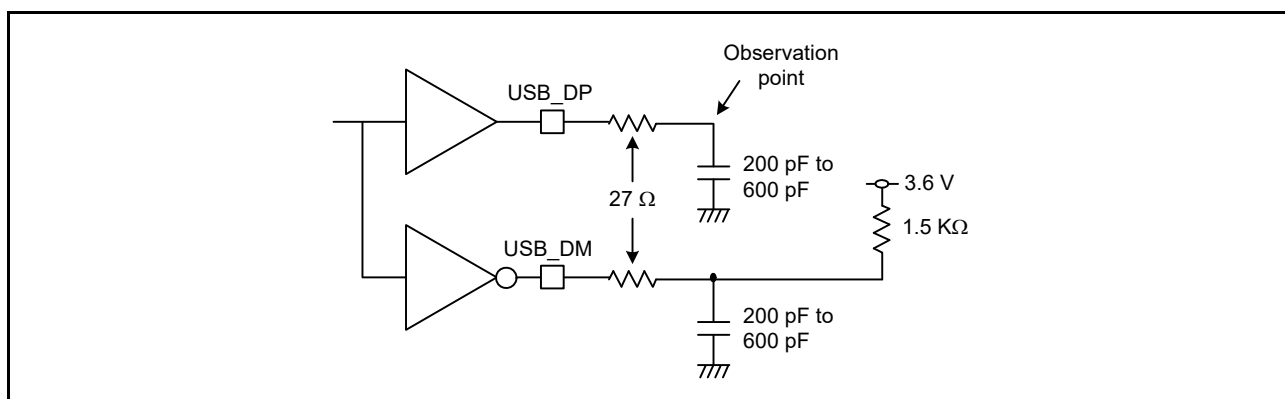 Observation
point
USB_DP
200 pF to
600 pF
27 Ω
3.6 V
1.5 KΩ
USB_DM
200 pF to
600 pF